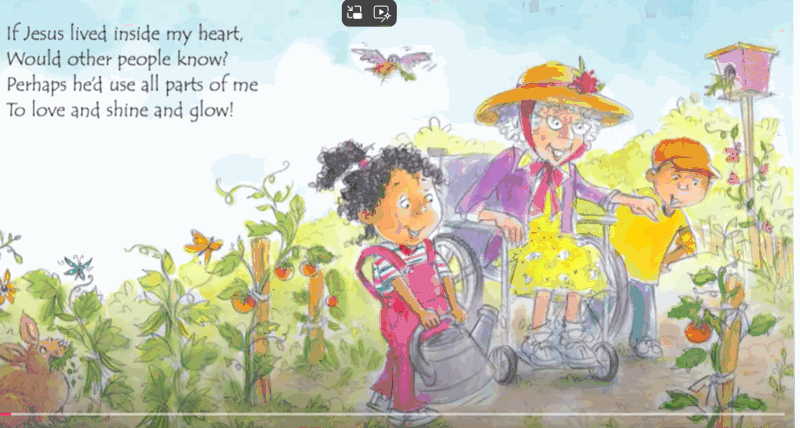 If Jesus lived inside my heart,
Would other people know?
Perhaps he'd use all parts of me
To love and shine and glow!